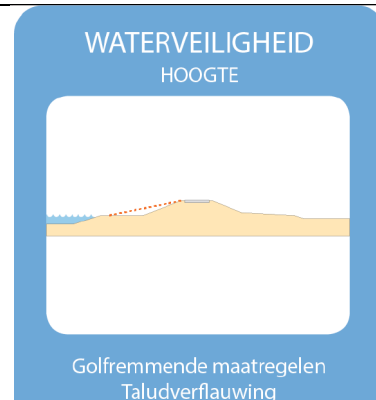 WATERVEILIGHEID
HOOGTE
Golfremmende maatregelen
Taludverflauwing